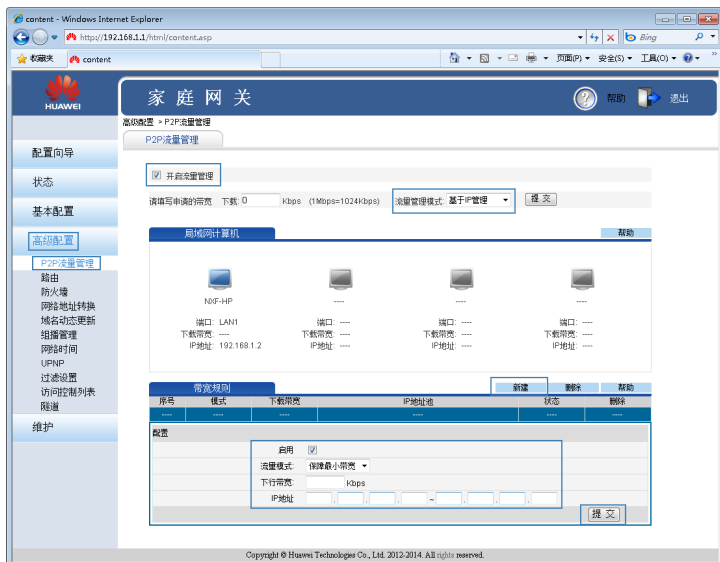 content - Windows Internet Explorer
http://192.168.1.1/html/content.asp
Bing
收藏夹
content
页面(P)
安全(S)
工具(O)
HUAWEI
家 庭 网 关
帮助
退出
高级配置 > P2P流量管理
P2P流量管理
配置向导
状态
基本配置
高级配置
P2P流量管理
路由
防火墙
网络地址转换
域名动态更新
组播管理
网络时间
UPNP
过滤设置
访问控制列表
隧道
维护
开启流量管理
请填写申请的带宽 下载: 0 Kbps (1Mbps=1024Kbps) 流量管理模式: 基于IP管理 提 交
局域网计算机 帮助
NXF-HP ---- ---- ----
端口: LAN1 端口: ---- 端口: ---- 端口: ----
下载带宽: ---- 下载带宽: ---- 下载带宽: ---- 下载带宽: ----
IP地址: 192.168.1.2 IP地址: ---- IP地址: ---- IP地址: ----
带宽规则 新建 删除 帮助
序号 模式 下载带宽 IP地址池 状态 删除
---- ---- ---- ---- ---- ----
配置
启用
流量模式: 保障最小带宽
下行带宽: Kbps
IP地址 . . . ~ . . .
提 交
Copyright © Huawei Technologies Co., Ltd. 2012-2014. All rights reserved.